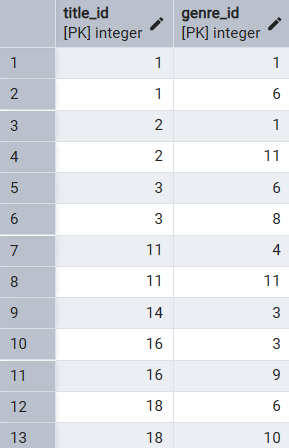 title_id genre_id
[PK] integer [PK] integer
1 1 1
2 1 6
3 2 1
4 2 11
5 3 6
6 3 8
7 11 4
8 11 11
9 14 3
10 16 3
11 16 9
12 18 6
13 18 10